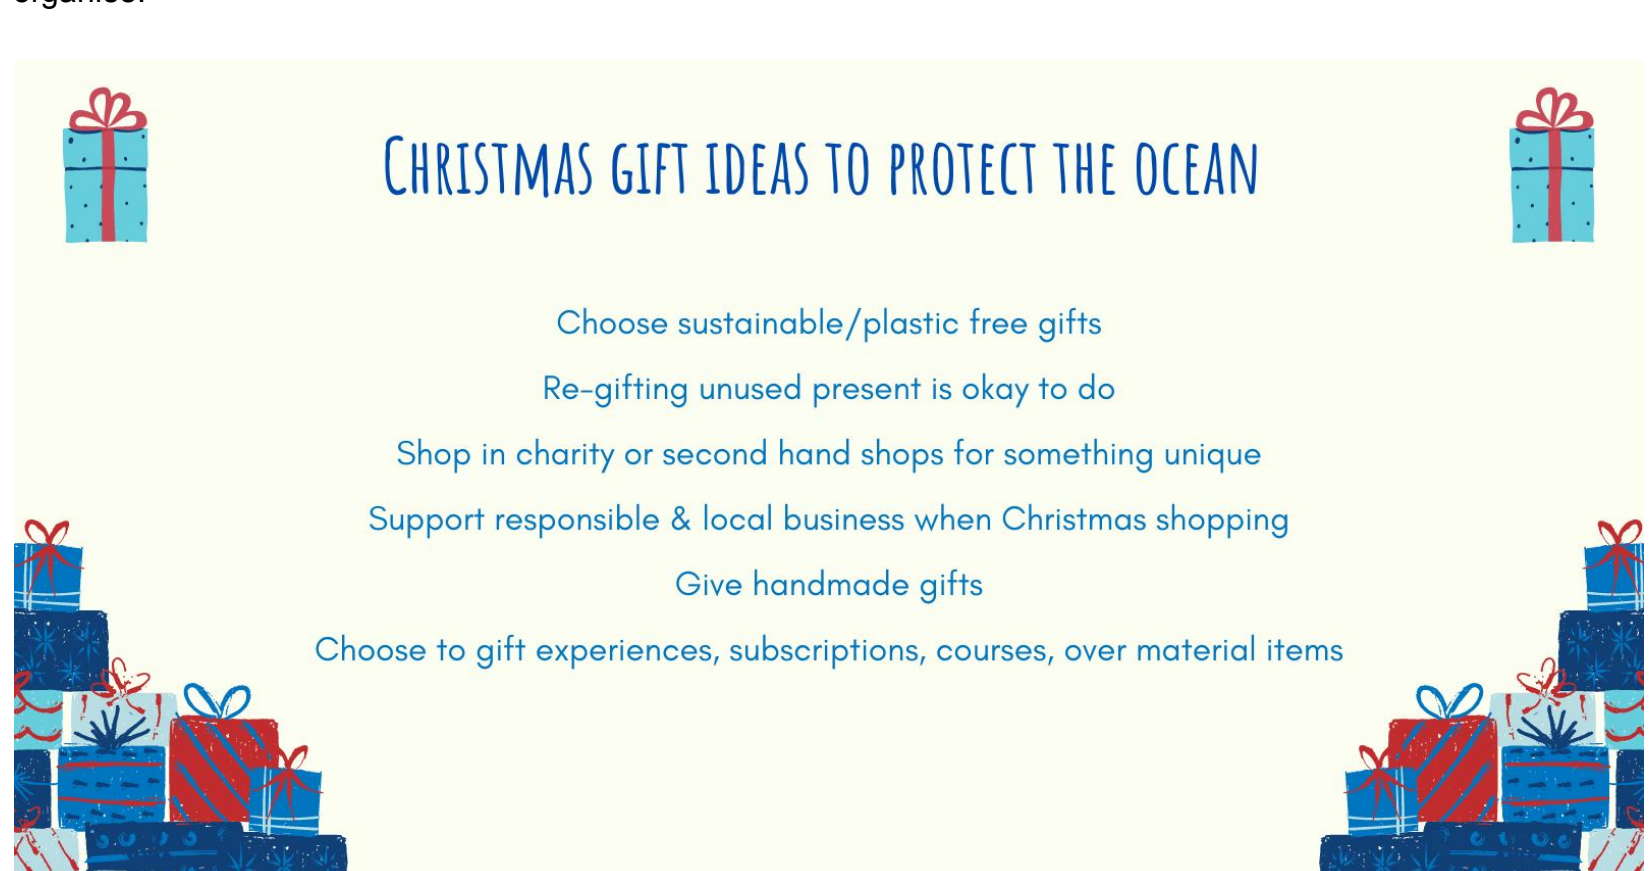 organise.
Christmas gift ideas to protect the ocean
Choose sustainable/plastic free gifts
Re-gifting unused present is okay to do
Shop in charity or second hand shops for something unique
Support responsible & local business when Christmas shopping
Give handmade gifts
Choose to gift experiences, subscriptions, courses, over material items